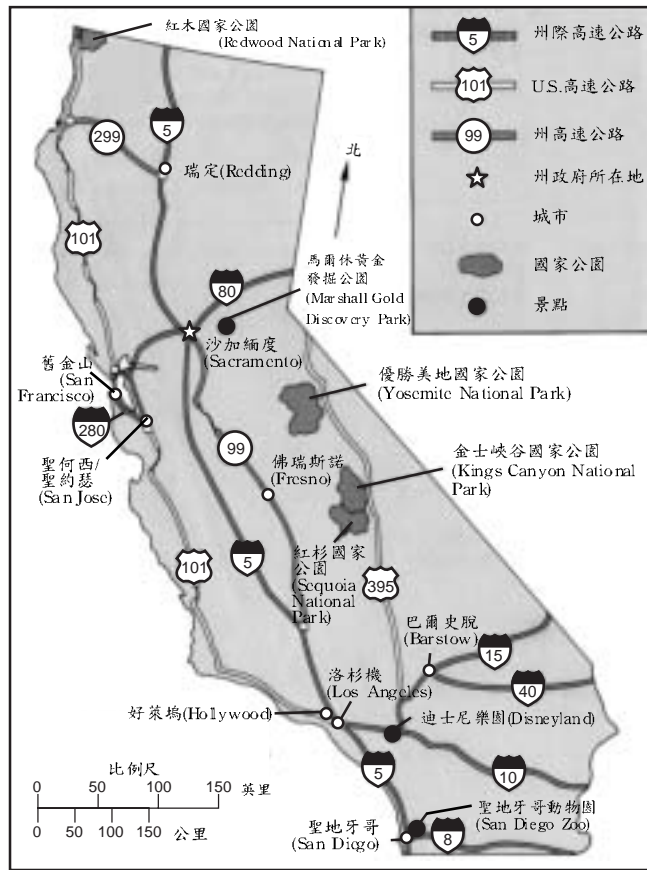 紅木國家公園
(Redwood National Park)
5
州際高速公路
101
U.S.高速公路
99
州高速公路
州政府所在地
城市
國家公園
景點
299
5
瑞定(Redding)
北
101
80
馬爾休黃金
發掘公園
(Marshall Gold
Discovery Park)
沙加緬度
(Sacramento)
舊金山
(San
Francisco)
280
優勝美地國家公園
(Yosemite National Park)
99
聖何西/
聖約瑟
(San Jose)
佛瑞斯諾
(Fresno)
金士峽谷國家公園
(Kings Canyon National
Park)
101
5
紅杉國家
公園
(Sequoia
National
Park)
395
巴爾史脫
(Barstow)
15
40
洛杉機
(Los Angeles)
好萊塢(Hollywood)
迪士尼樂園(Disneyland)
比例尺
0 50 100 150 英里
0 50 100 150 公里
5
10
聖地牙哥動物園
(San Diego Zoo)
聖地牙哥
(San Diqgo)
8